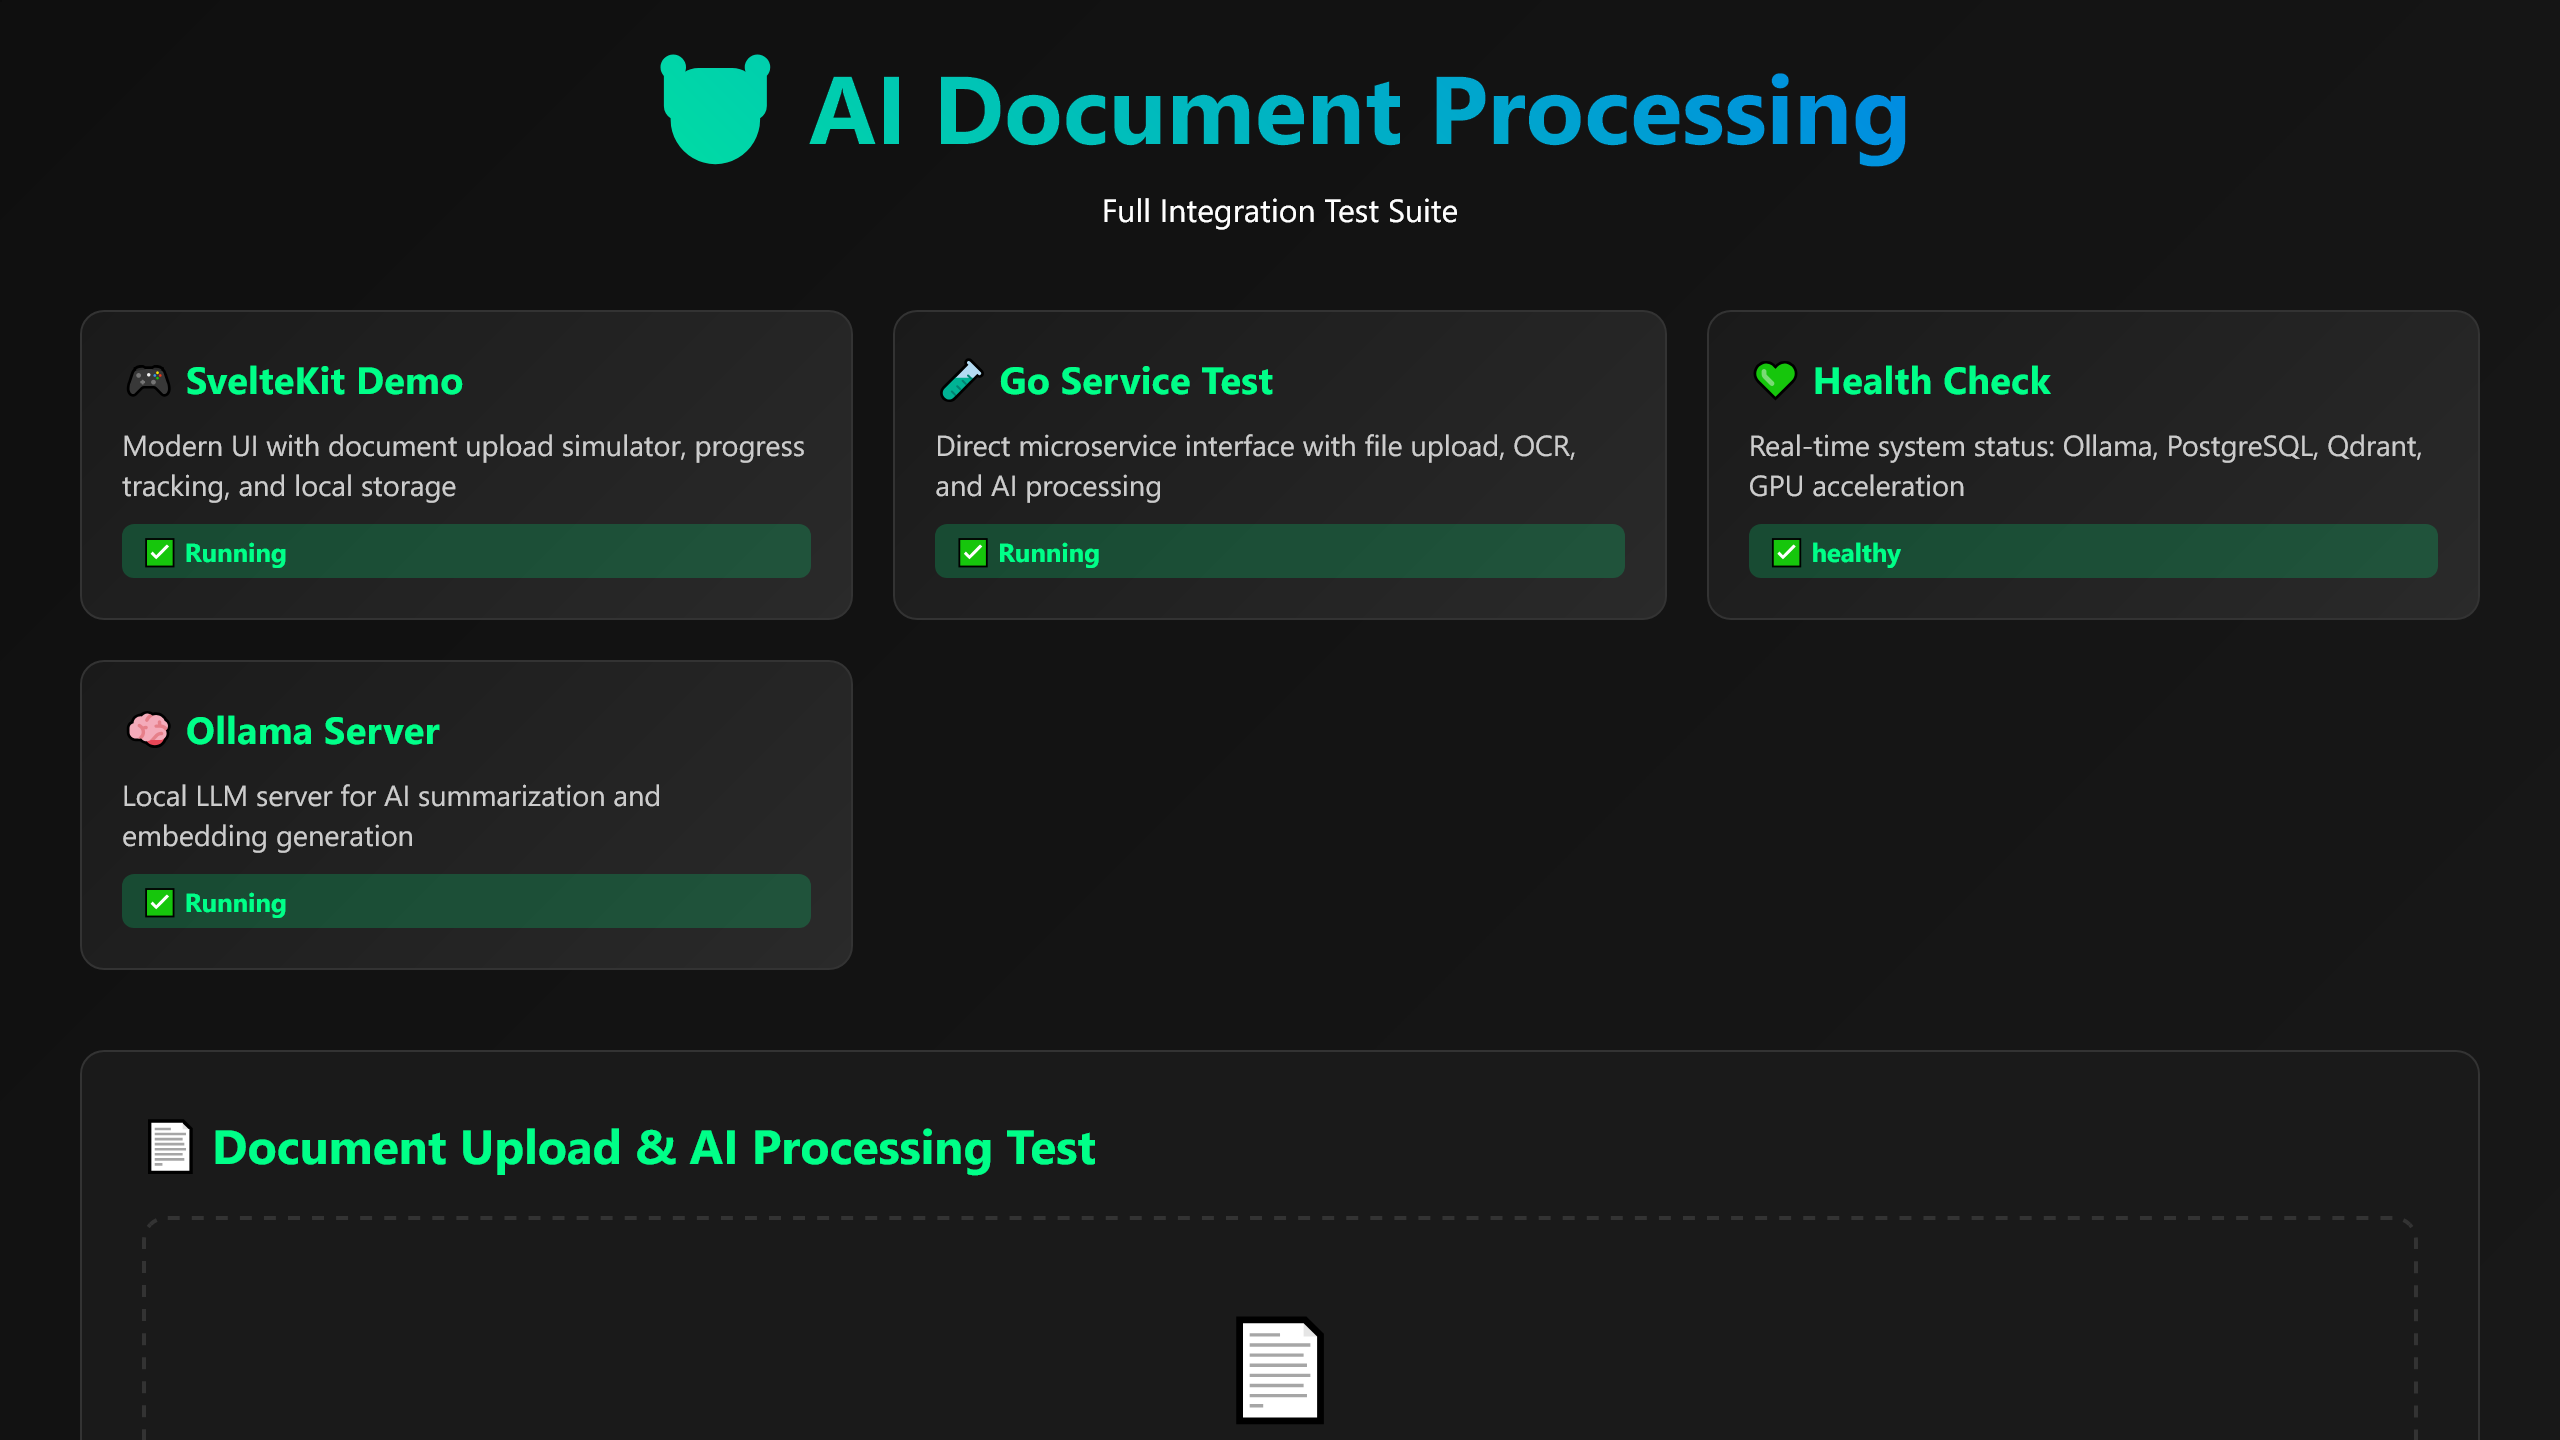 AI Document Processing
Full Integration Test Suite
SvelteKit Demo
Modern UI with document upload simulator, progress
tracking, and local storage
Running
Go Service Test
Direct microservice interface with file upload, OCR,
and AI processing
Running
Health Check
Real-time system status: Ollama, PostgreSQL, Qdrant,
GPU acceleration
healthy
Ollama Server
Local LLM server for AI summarization and
embedding generation
Running
Document Upload & AI Processing Test